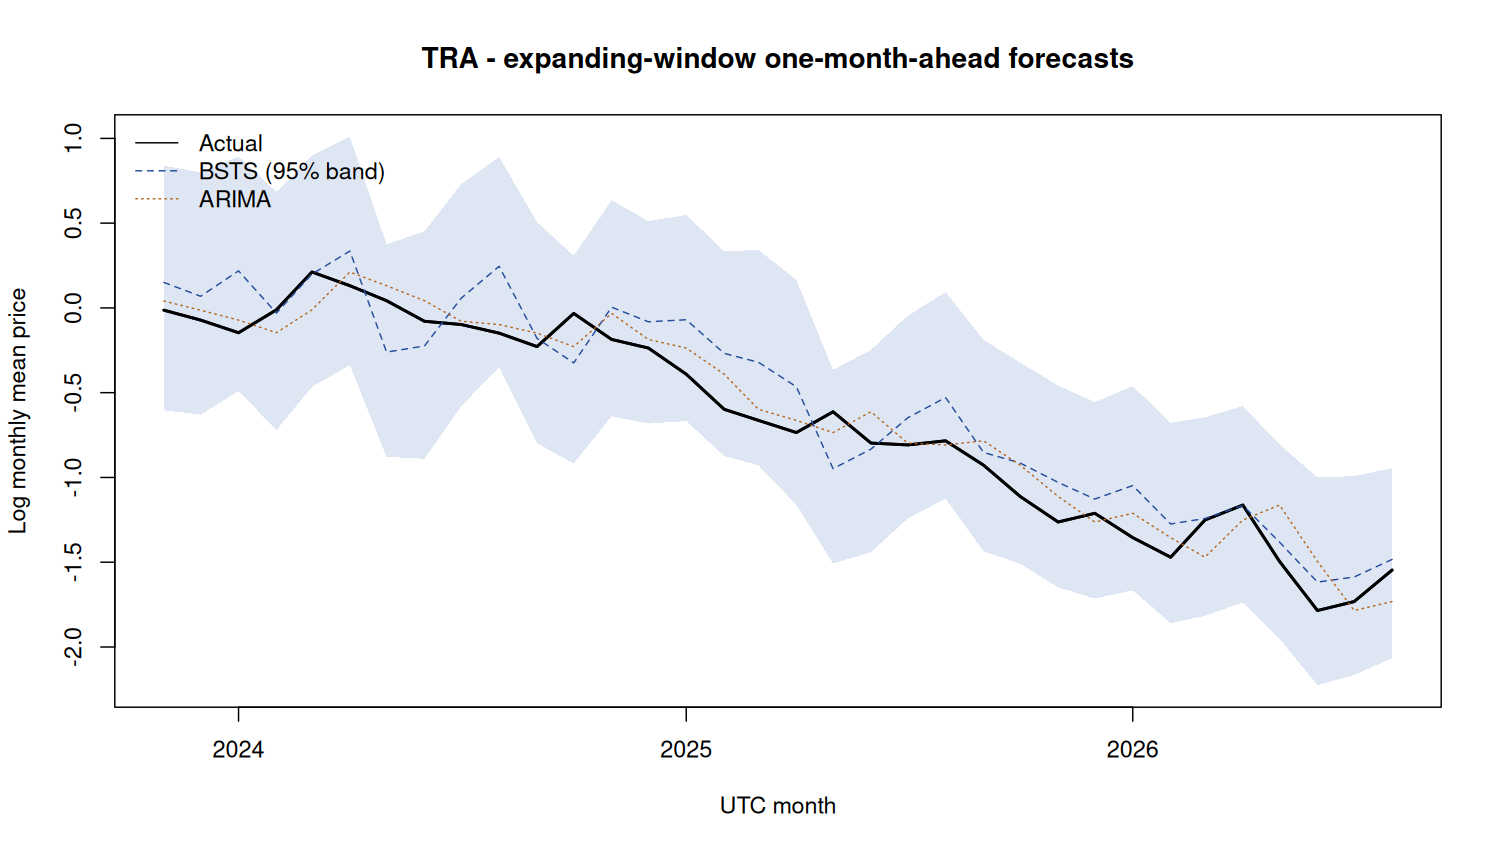 TRA - expanding-window one-month-ahead forecasts
Actual
BSTS (95% band)
ARIMA
Log monthly mean price
1.0
0.5
0.0
-0.5
-1.0
-1.5
-2.0
2024
2025
2026
UTC month